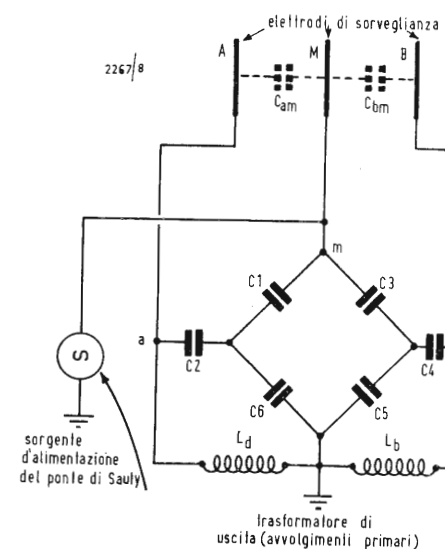 elettrodi di sorveglianza
2267/8
A
M
B
Cam
Cbm
m
C1
C3
a
C2
C4
S
C6
C5
sorgente
d'alimentazione
del ponte di Sauty
Ld
Lb
trasformatore di
uscita (avvolgimenti primari)